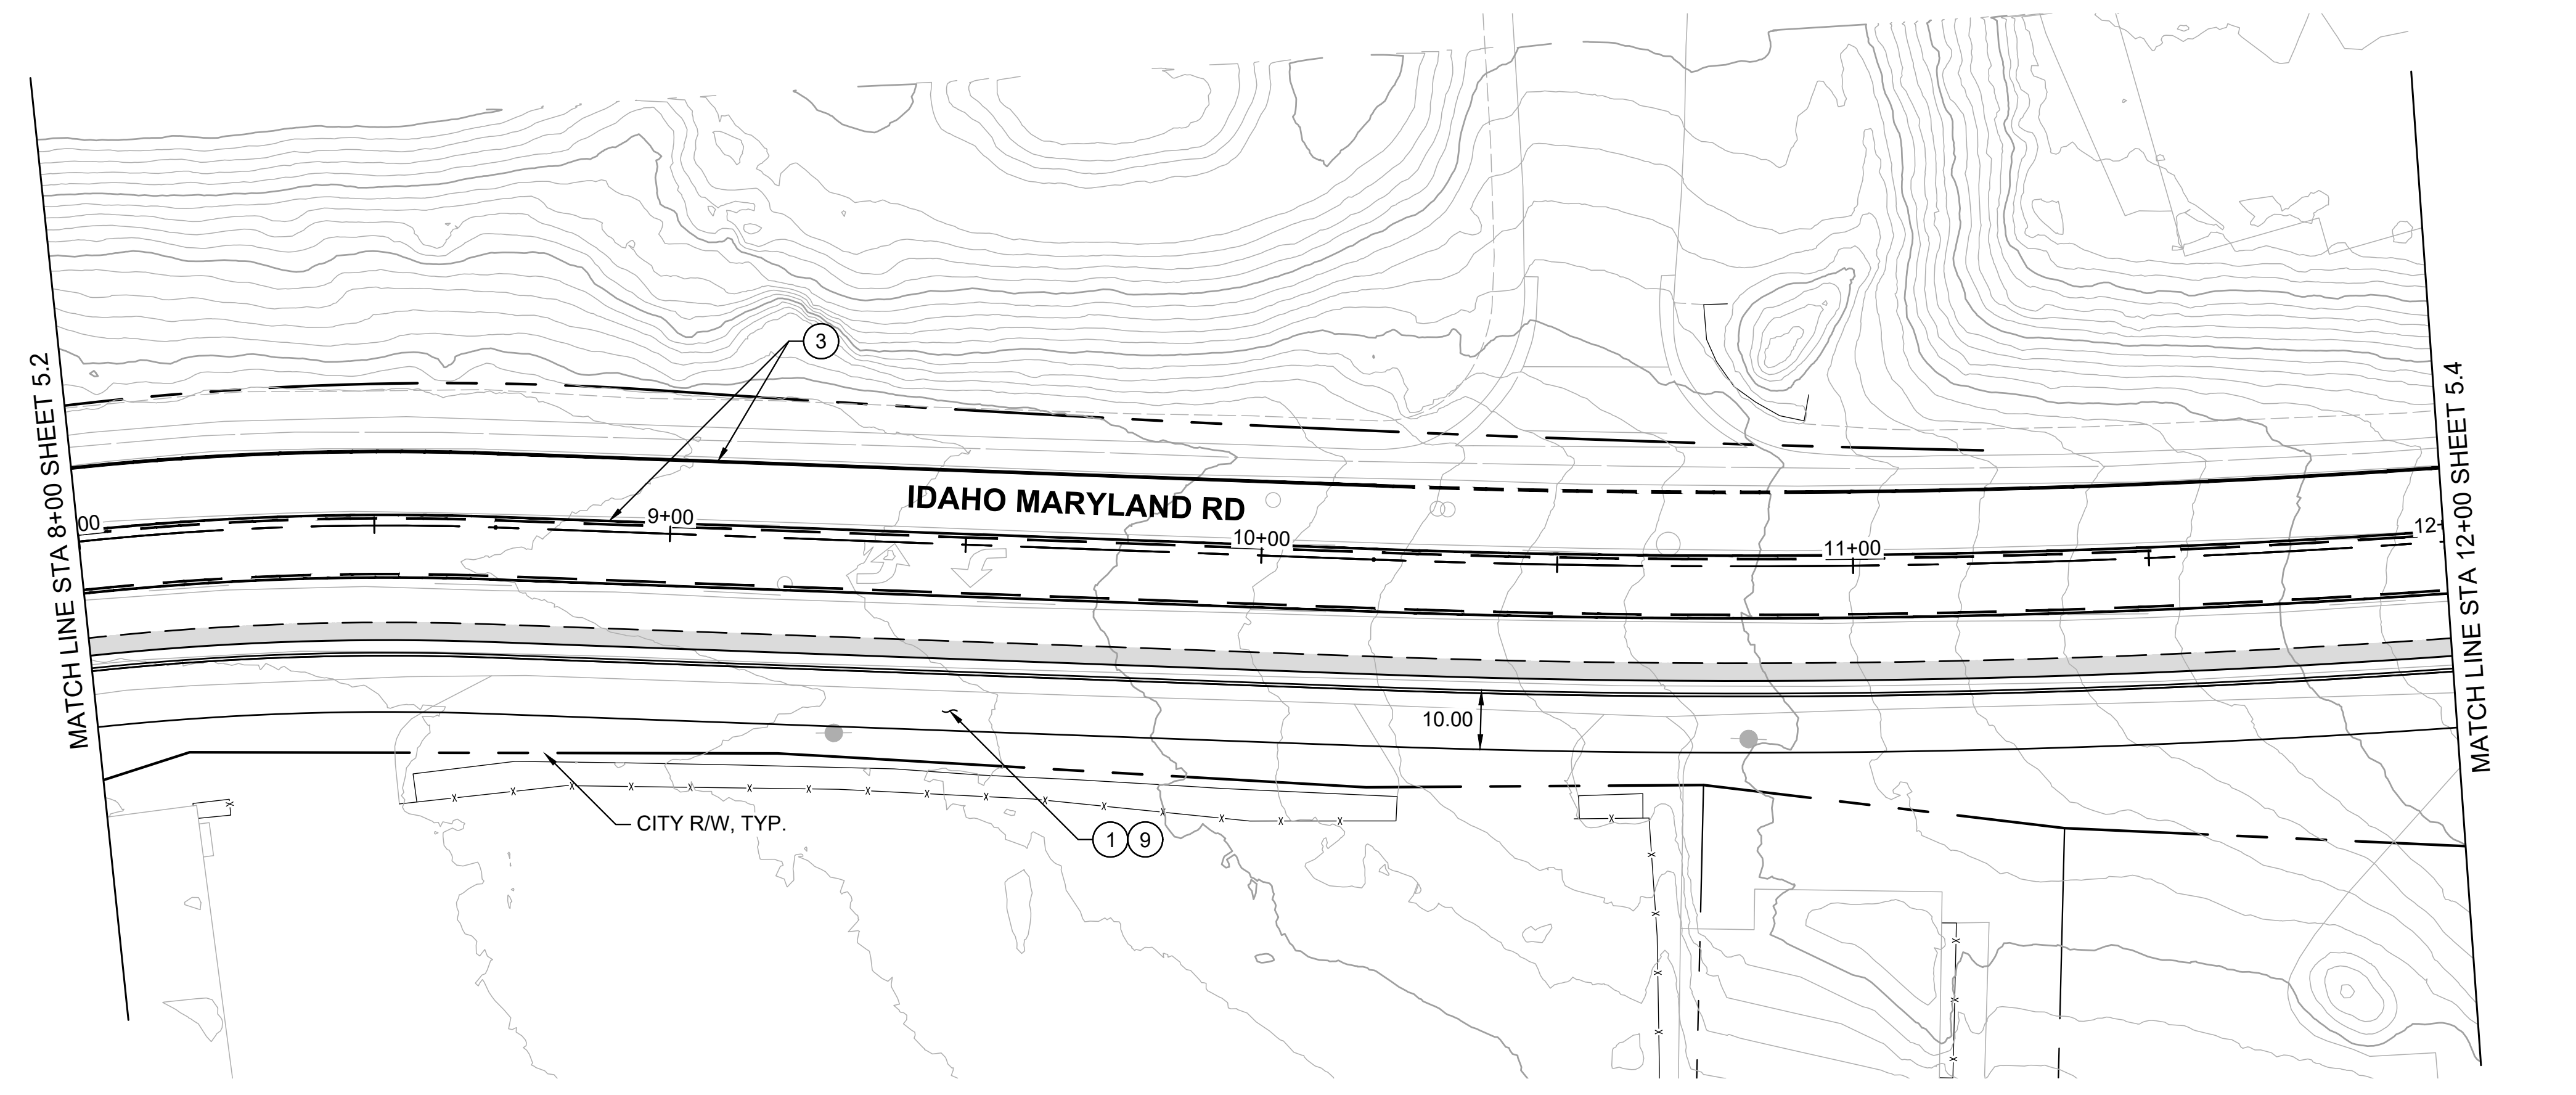 MATCH LINE STA 8+00 SHEET 5.2
3
IDAHO MARYLAND RD
00
9+00
10+00
11+00
12+
10.00
CITY R/W, TYP.
1 9
MATCH LINE STA 12+00 SHEET 5.4